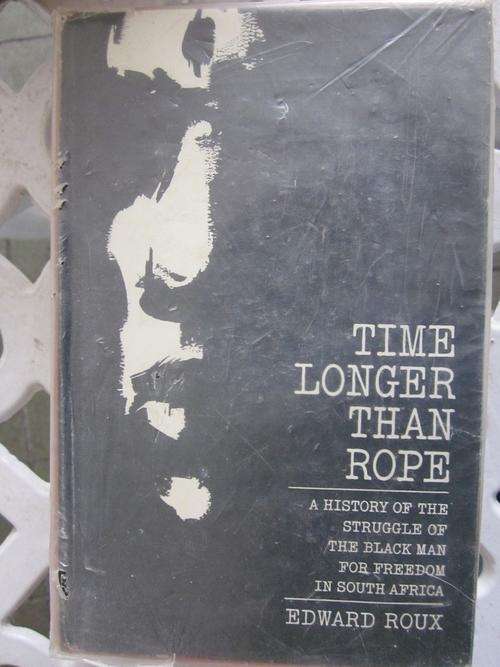 TIME
LONGER
THAN
ROPE
A HISTORY OF THE
STRUGGLE OF
THE BLACK MAN
FOR FREEDOM
IN SOUTH AFRICA
EDWARD ROUX